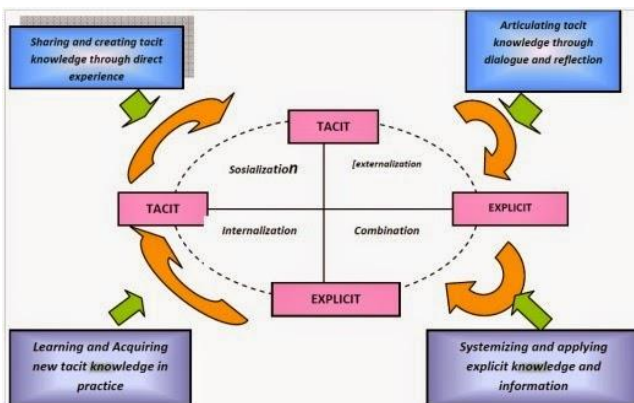 Sharing and creating tacit
knowledge through direct
experience
Articulating tacit
knowledge through
dialogue and reflection
TACIT
Sosialization
[externalization
TACIT
EXPLICIT
Internalization
Combination
EXPLICIT
Learning and Acquiring
new tacit knowledge in
practice
Systemizing and applying
explicit knowledge and
information